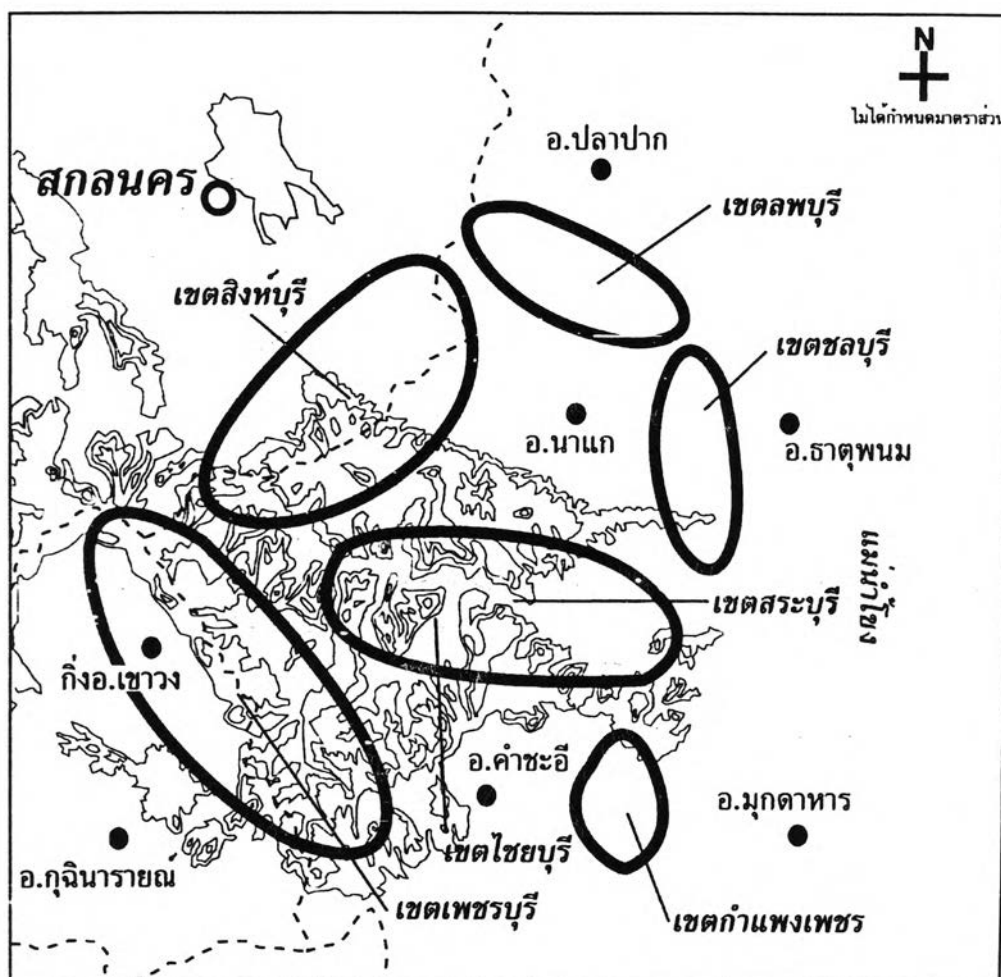 N
ไม่ได้กำหนดมาตราส่วน
อ.ปลาปาก
สกลนคร
เขตลพบุรี
เขตสิงห์บุรี
เขตชลบุรี
อ.นาแก
อ.ธาตุพนม
แม่น้ำโขง
เขตสระบุรี
กิ่งอ.เขาวง
อ.คำชะอี
อ.มุกดาหาร
เขตไชยบุรี
อ.กุฉินารายณ์
เขตเพชรบุรี
เขตกำแพงเพชร